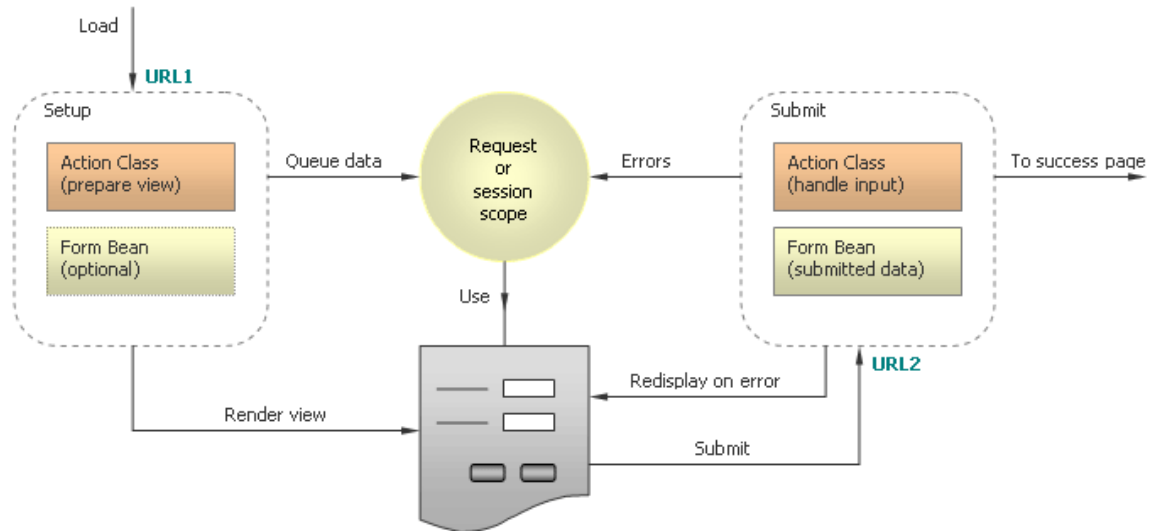 Load
URL1
Setup
Action Class
(prepare view)
Form Bean
(optional)
Queue data
Request
or
session
scope
Errors
Submit
Action Class
(handle input)
Form Bean
(submitted data)
To success page
Use
URL2
Redisplay on error
Render view
Submit